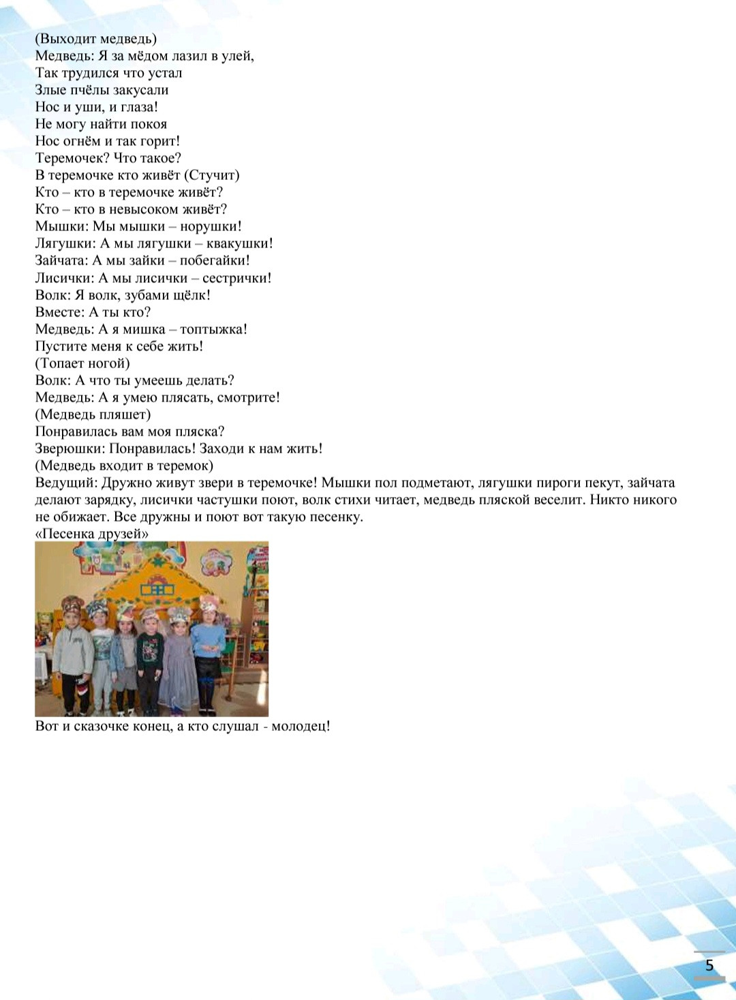 (Выходит медведь)
Медведь: Я за мёдом лазил в улей,
Так трудился что устал
Злые пчёлы закусали
Нос и уши, и глаза!
Не могу найти покоя
Нос огнём и так горит!
Теремочек? Что такое?
В теремочке кто живёт (Стучит)
Кто – кто в теремочке живёт?
Кто – кто в невысоком живёт?
Мышки: Мы мышки – норушки!
Лягушки: А мы лягушки – квакушки!
Зайчата: А мы зайки – побегайки!
Лисички: А мы лисички – сестрички!
Волк: Я волк, зубами щёлк!
Вместе: А ты кто?
Медведь: А я мишка – топтыжка!
Пустите меня к себе жить!
(Топает ногой)
Волк: А что ты умеешь делать?
Медведь: А я умею плясать, смотрите!
(Медведь пляшет)
Понравилась вам моя пляска?
Зверюшки: Понравилась! Заходи к нам жить!
(Медведь входит в теремок)
Ведущий: Дружно живут звери в теремочке! Мышки пол подметают, лягушки пироги пекут, зайчата
делают зарядку, лисички частушки поют, волк стихи читает, медведь пляской веселит. Никто никого
не обижает. Все дружны и поют вот такую песенку.
«Песенка друзей»
Вот и сказочке конец, а кто слушал - молодец!
5